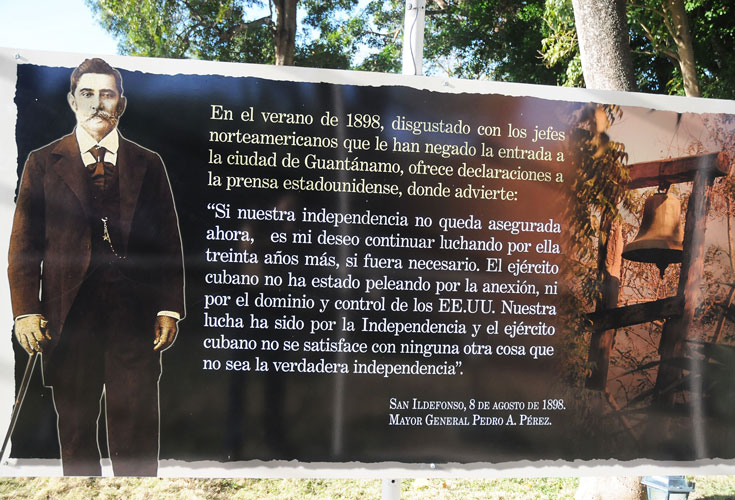 En el verano de 1898, disgustado con los jefes
norteamericanos que le han negado la entrada a
la ciudad de Guantánamo, ofrece declaraciones a
la prensa estadounidense, donde advierte:
“Si nuestra independencia no queda asegurada
ahora, es mi deseo continuar luchando por ella
treinta años más, si fuera necesario. El ejército
cubano no ha estado peleando por la anexión, ni
por el dominio y control de los EE.UU. Nuestra
lucha ha sido por la Independencia y el ejército
cubano no se satisface con ninguna otra cosa que
no sea la verdadera independencia”.
San Ildefonso, 8 de agosto de 1898.
Mayor General Pedro A. Pérez.